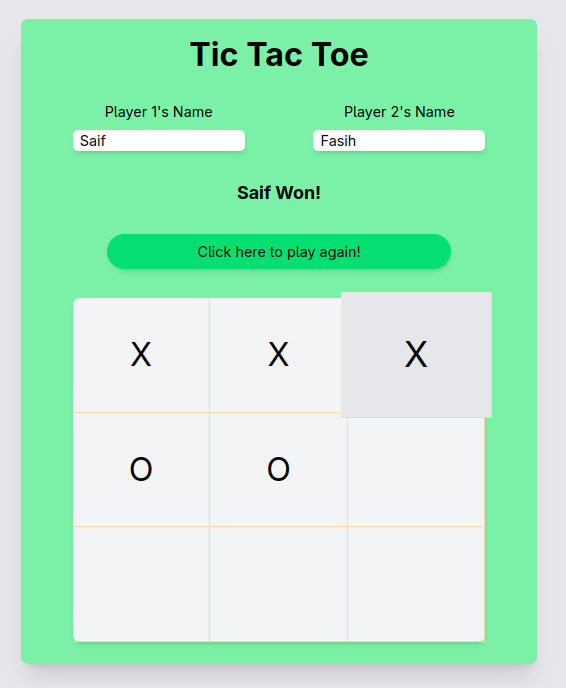 Tic Tac Toe
Player 1's Name Player 2's Name
Saif Fasih
Saif Won!
Click here to play again!
X X X
O O